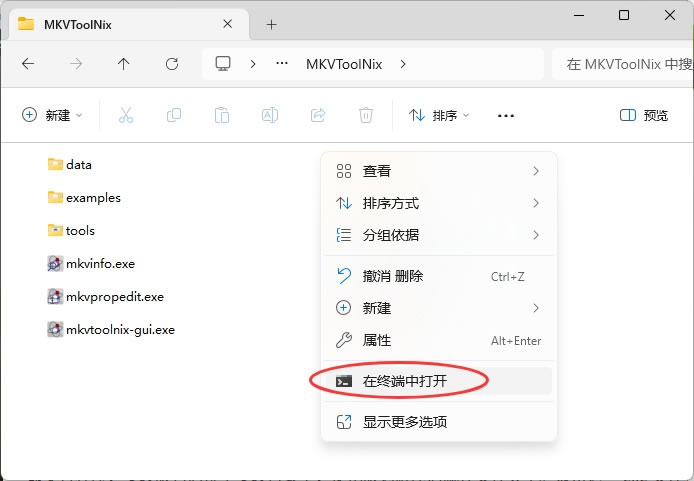 MKVToolNix
MKVToolNix
在 MKVToolNix 中搜
新建
排序
预览
data
examples
tools
mkvinfo.exe
mkvpropedit.exe
mkvtoolnix-gui.exe
查看
排序方式
分组依据
撤消 删除 Ctrl+Z
新建
属性 Alt+Enter
在终端中打开
显示更多选项